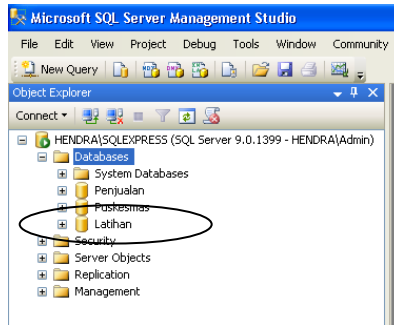 Microsoft SQL Server Management Studio
File Edit View Project Debug Tools Window Community
New Query
Object Explorer
Connect
HENDRA\SQLEXPRESS (SQL Server 9.0.1399 - HENDRA\Admin)
Databases
System Databases
Penjualan
Puskesmas
Latihan
Security
Server Objects
Replication
Management